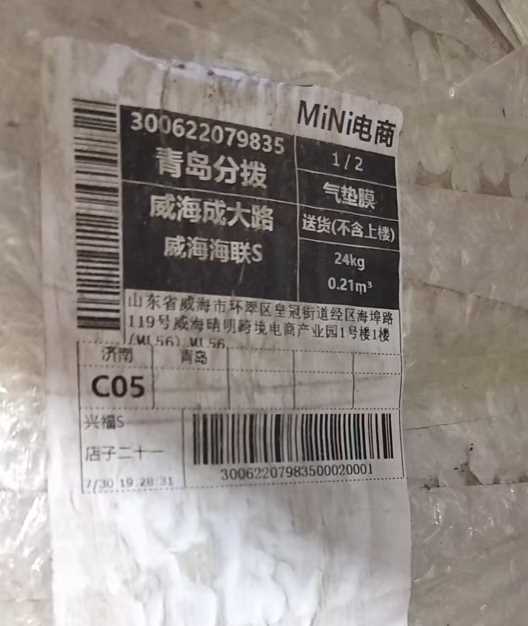 MiNi电商
300622079835
1/2
青岛分拨
气垫膜
威海成大路
送货(不含上楼)
威海海联S
24kg
0.21m³
山东省威海市环翠区皇冠街道经区海埠路
119号威海晴明跨境电商产业园1号楼1楼
(ML56) ML56
济南 青岛
C05
兴福S
店子二十一
7/30 19:28:31
30062207983500020001